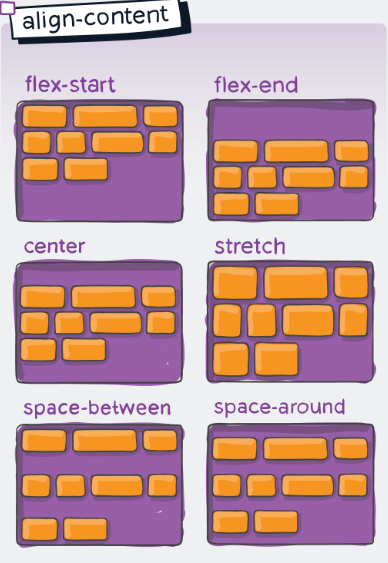 align-content
flex-start
flex-end
center
stretch
space-between
space-around